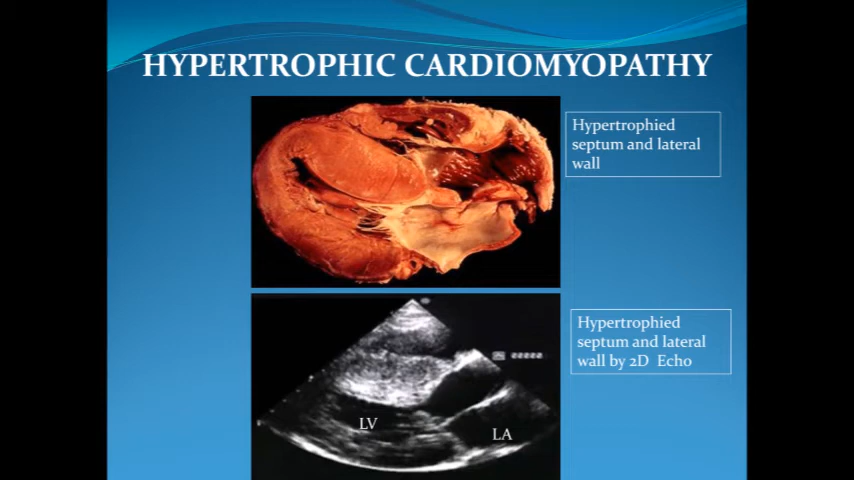 HYPERTROPHIC CARDIOMYOPATHY
Hypertrophied
septum and lateral
wall
Hypertrophied
septum and lateral
wall by 2D Echo
LV
LA